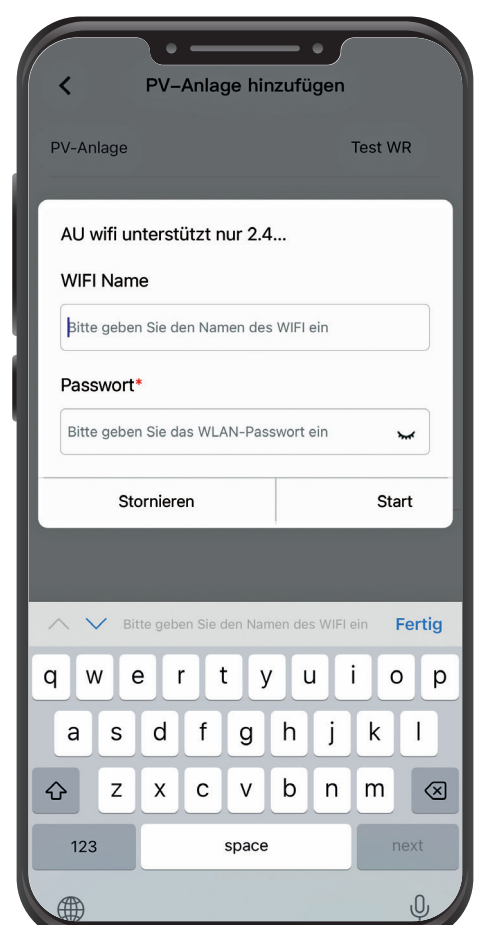 PV-Anlage hinzufügen
PV-Anlage Test WR
AU wifi unterstützt nur 2.4...
WIFI Name
Bitte geben Sie den Namen des WIFI ein
Passwort*
Bitte geben Sie das WLAN-Passwort ein
Stornieren Start
Bitte geben Sie den Namen des WIFI ein Fertig
q w e r t y u i o p
a s d f g h j k l
z x c v b n m
123 space next